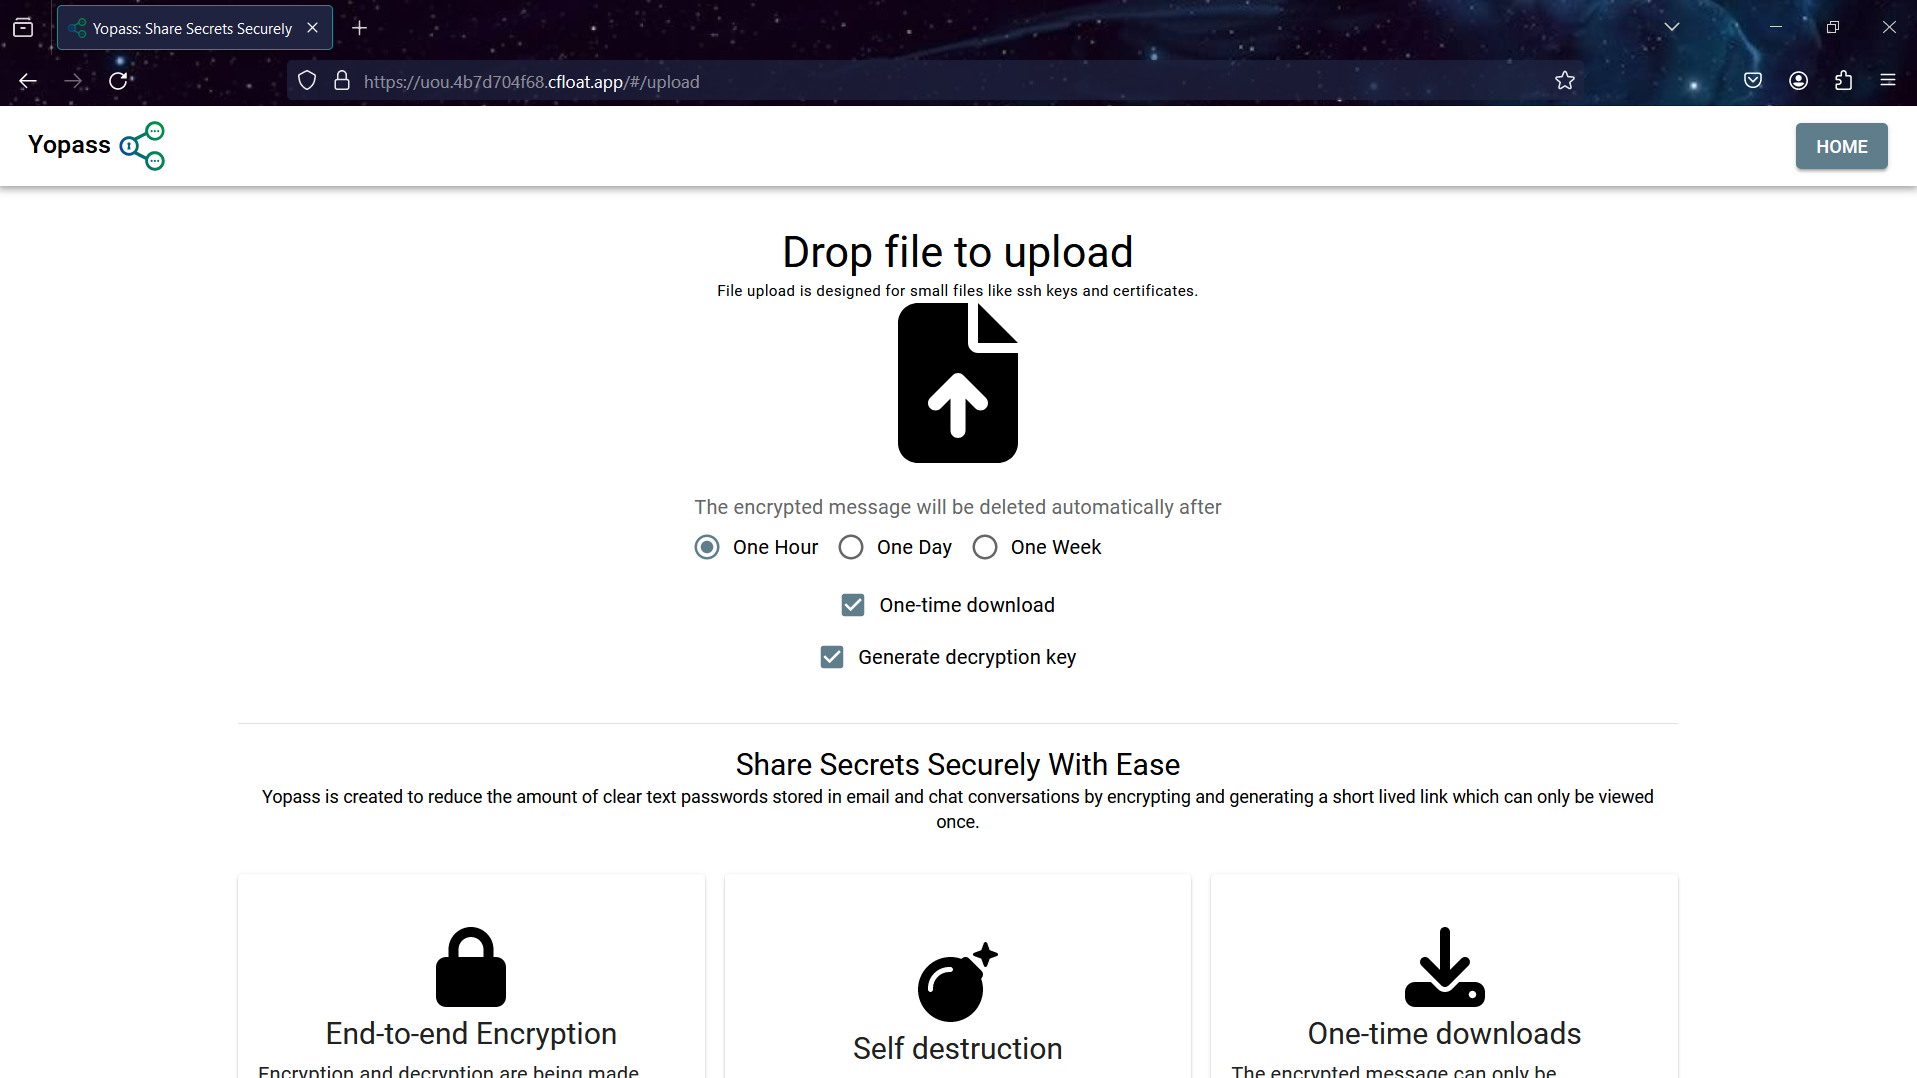 Yopass: Share Secrets Securely
https://uou.4b7d704f68.cfloat.app/#/upload
Yopass
HOME
Drop file to upload
File upload is designed for small files like ssh keys and certificates.
The encrypted message will be deleted automatically after
One Hour One Day One Week
One-time download
Generate decryption key
Share Secrets Securely With Ease
Yopass is created to reduce the amount of clear text passwords stored in email and chat conversations by encrypting and generating a short lived link which can only be viewed
once.
End-to-end Encryption
Encryption and decryption are being made
Self destruction
One-time downloads
The encrypted message can only be